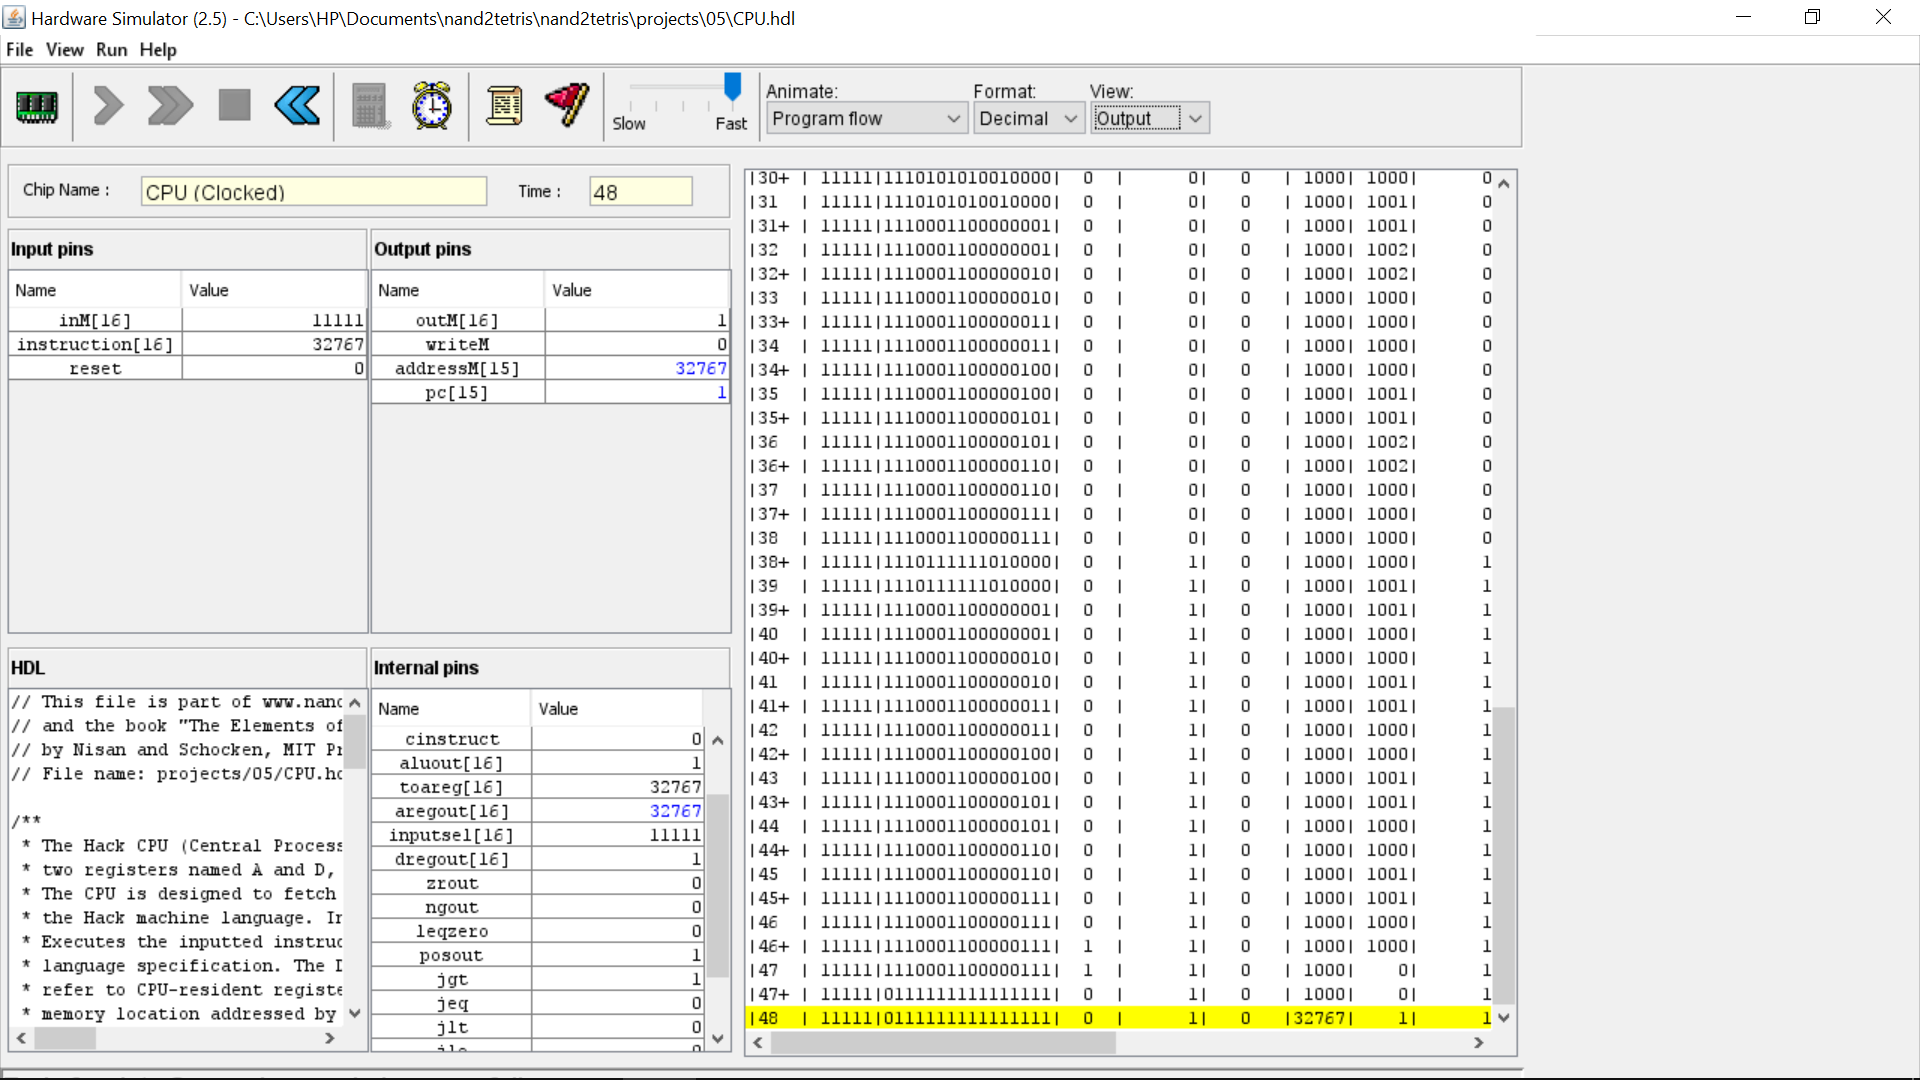 Hardware Simulator (2.5) - C:\Users\HP\Documents\nand2tetris\nand2tetris\projects\05\CPU.hdl
File View Run Help
Slow Fast
Animate: Format: View:
Program flow Decimal Output
Chip Name : CPU (Clocked) Time : 48
Input pins
Name Value
inM[16] 11111
instruction[16] 32767
reset 0
Output pins
Name Value
outM[16] 1
writeM 0
addressM[15] 32767
pc[15] 1
HDL
// This file is part of www.nand
// and the book "The Elements of
// by Nisan and Schocken, MIT Pr
// File name: projects/05/CPU.hd
/**
* The Hack CPU (Central Process
* two registers named A and D,
* The CPU is designed to fetch
* the Hack machine language. In
* Executes the inputted instruc
* language specification. The D
* refer to CPU-resident registe
* memory location addressed by
Internal pins
Name Value
cinstruct 0
aluout[16] 1
toareg[16] 32767
aregout[16] 32767
inputsel[16] 11111
dregout[16] 1
zrout 0
ngout 0
leqzero 0
posout 1
jgt 1
jeq 0
jlt 0
|30+ | 11111|1110101010010000| 0 | 0| 0 | 1000| 1000| 0
|31 | 11111|1110101010010000| 0 | 0| 0 | 1000| 1001| 0
|31+ | 11111|1110001100000001| 0 | 0| 0 | 1000| 1001| 0
|32 | 11111|1110001100000001| 0 | 0| 0 | 1000| 1002| 0
|32+ | 11111|1110001100000010| 0 | 0| 0 | 1000| 1002| 0
|33 | 11111|1110001100000010| 0 | 0| 0 | 1000| 1000| 0
|33+ | 11111|1110001100000011| 0 | 0| 0 | 1000| 1000| 0
|34 | 11111|1110001100000011| 0 | 0| 0 | 1000| 1000| 0
|34+ | 11111|1110001100000100| 0 | 0| 0 | 1000| 1000| 0
|35 | 11111|1110001100000100| 0 | 0| 0 | 1000| 1001| 0
|35+ | 11111|1110001100000101| 0 | 0| 0 | 1000| 1001| 0
|36 | 11111|1110001100000101| 0 | 0| 0 | 1000| 1002| 0
|36+ | 11111|1110001100000110| 0 | 0| 0 | 1000| 1002| 0
|37 | 11111|1110001100000110| 0 | 0| 0 | 1000| 1000| 0
|37+ | 11111|1110001100000111| 0 | 0| 0 | 1000| 1000| 0
|38 | 11111|1110001100000111| 0 | 0| 0 | 1000| 1000| 0
|38+ | 11111|1110111111010000| 0 | 1| 0 | 1000| 1000| 1
|39 | 11111|1110111111010000| 0 | 1| 0 | 1000| 1001| 1
|39+ | 11111|1110001100000001| 0 | 1| 0 | 1000| 1001| 1
|40 | 11111|1110001100000001| 0 | 1| 0 | 1000| 1000| 1
|40+ | 11111|1110001100000010| 0 | 1| 0 | 1000| 1000| 1
|41 | 11111|1110001100000010| 0 | 1| 0 | 1000| 1001| 1
|41+ | 11111|1110001100000011| 0 | 1| 0 | 1000| 1001| 1
|42 | 11111|1110001100000011| 0 | 1| 0 | 1000| 1000| 1
|42+ | 11111|1110001100000100| 0 | 1| 0 | 1000| 1000| 1
|43 | 11111|1110001100000100| 0 | 1| 0 | 1000| 1001| 1
|43+ | 11111|1110001100000101| 0 | 1| 0 | 1000| 1001| 1
|44 | 11111|1110001100000101| 0 | 1| 0 | 1000| 1000| 1
|44+ | 11111|1110001100000110| 0 | 1| 0 | 1000| 1000| 1
|45 | 11111|1110001100000110| 0 | 1| 0 | 1000| 1001| 1
|45+ | 11111|1110001100000111| 0 | 1| 0 | 1000| 1001| 1
|46 | 11111|1110001100000111| 0 | 1| 0 | 1000| 1000| 1
|46+ | 11111|1110001100000111| 1 | 1| 0 | 1000| 1000| 1
|47 | 11111|1110001100000111| 1 | 1| 0 | 1000| 0| 1
|47+ | 11111|0111111111111111| 0 | 1| 0 | 1000| 0| 1
|48 | 11111|0111111111111111| 0 | 1| 0 |32767| 1| 1